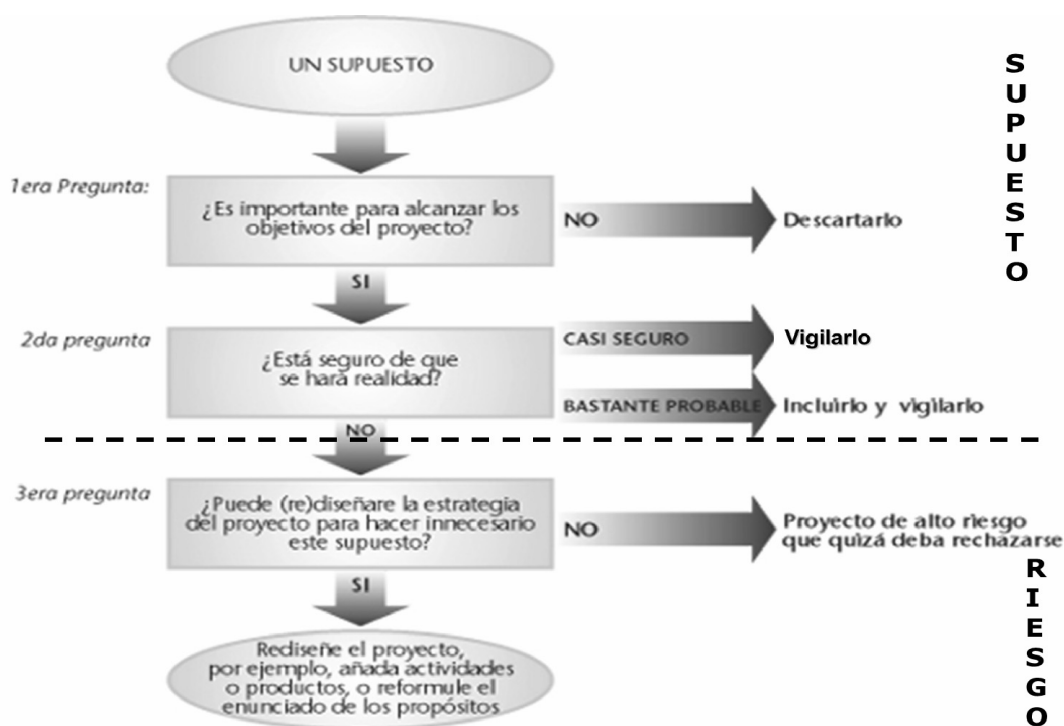 UN SUPUESTO
1era Pregunta:
¿Es importante para alcanzar los
objetivos del proyecto?
NO
Descartarlo
SI
2da pregunta
¿Está seguro de que
se hará realidad?
CASI SEGURO
Vigilarlo
BASTANTE PROBABLE
Incluirlo y vigilarlo
NO
3era pregunta
¿Puede (re)diseñare la estrategia
del proyecto para hacer innecesario
este supuesto?
NO
Proyecto de alto riesgo
que quizá deba rechazarse
SI
Rediseñe el proyecto,
por ejemplo, añada actividades
o productos, o reformule el
enunciado de los propósitos
SUPUESTO
RIESGO